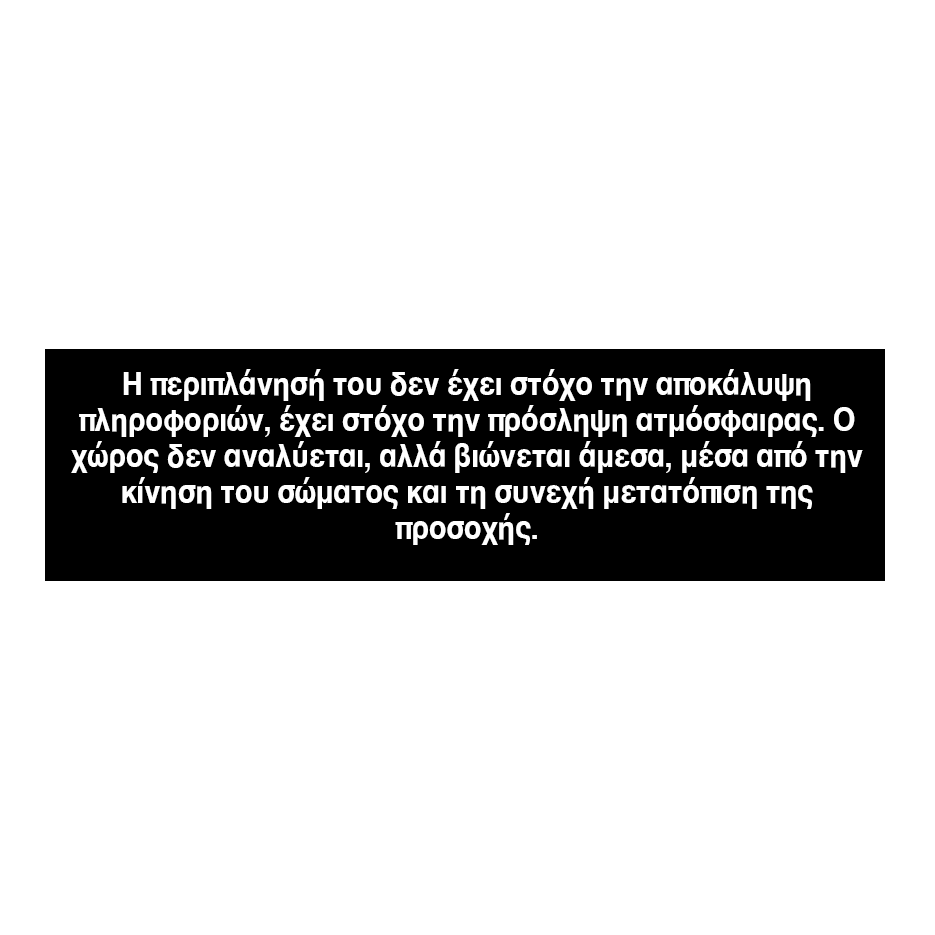 Η περιπλάνησή του δεν έχει στόχο την αποκάλυψη
πληροφοριών, έχει στόχο την πρόσληψη ατμόσφαιρας. Ο
χώρος δεν αναλύεται, αλλά βιώνεται άμεσα, μέσα από την
κίνηση του σώματος και τη συνεχή μετατόπιση της
προσοχής.